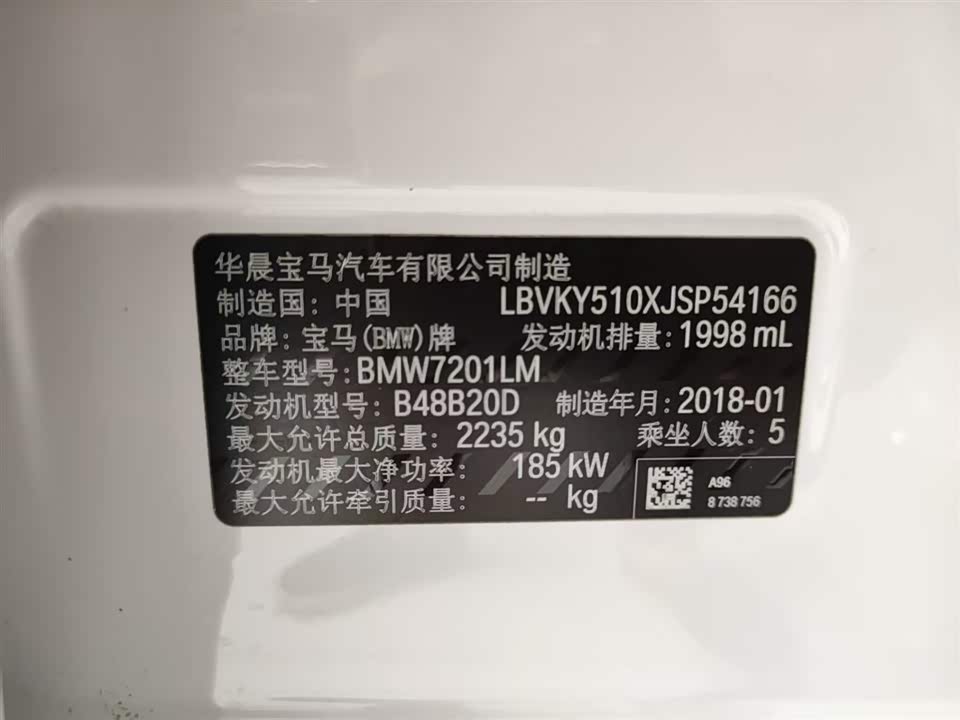 华晨宝马汽车有限公司制造
制造国：中国 LBVKY510XJSP54166
品牌：宝马(BMW)牌 发动机排量：1998 mL
整车型号：BMW7201LM
发动机型号：B48B20D 制造年月：2018-01
最大允许总质量：2235 kg 乘坐人数：5
发动机最大净功率：185 kW
最大允许牵引质量：-- kg
A96
8 738 756